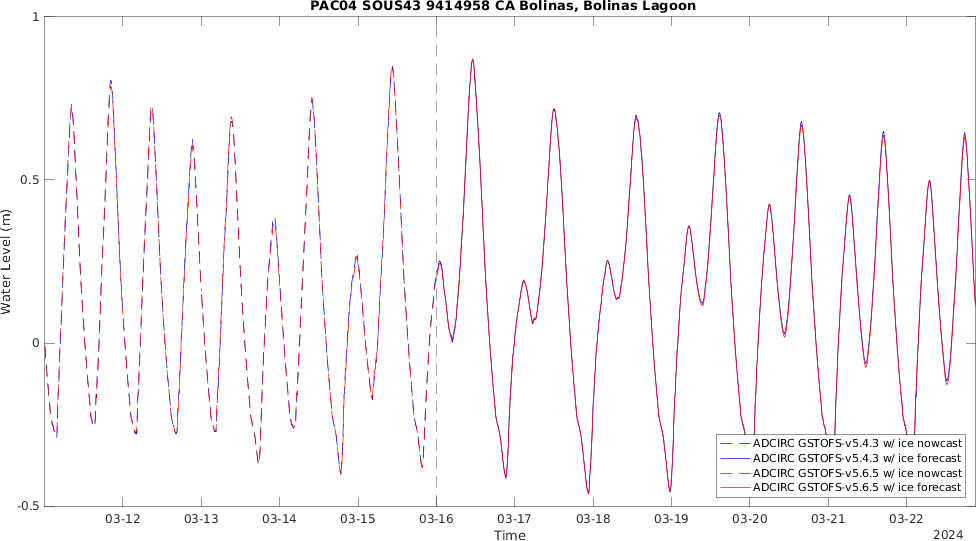 PAC04 SOUS43 9414958 CA Bolinas, Bolinas Lagoon
1
0.5
0
-0.5
Water Level (m)
ADCIRC GSTOFS-v5.4.3 w/ ice nowcast
ADCIRC GSTOFS-v5.4.3 w/ ice forecast
ADCIRC GSTOFS-v5.6.5 w/ ice nowcast
ADCIRC GSTOFS-v5.6.5 w/ ice forecast
03-12 03-13 03-14 03-15 03-16 03-17 03-18 03-19 03-20 03-21 03-22
Time
2024